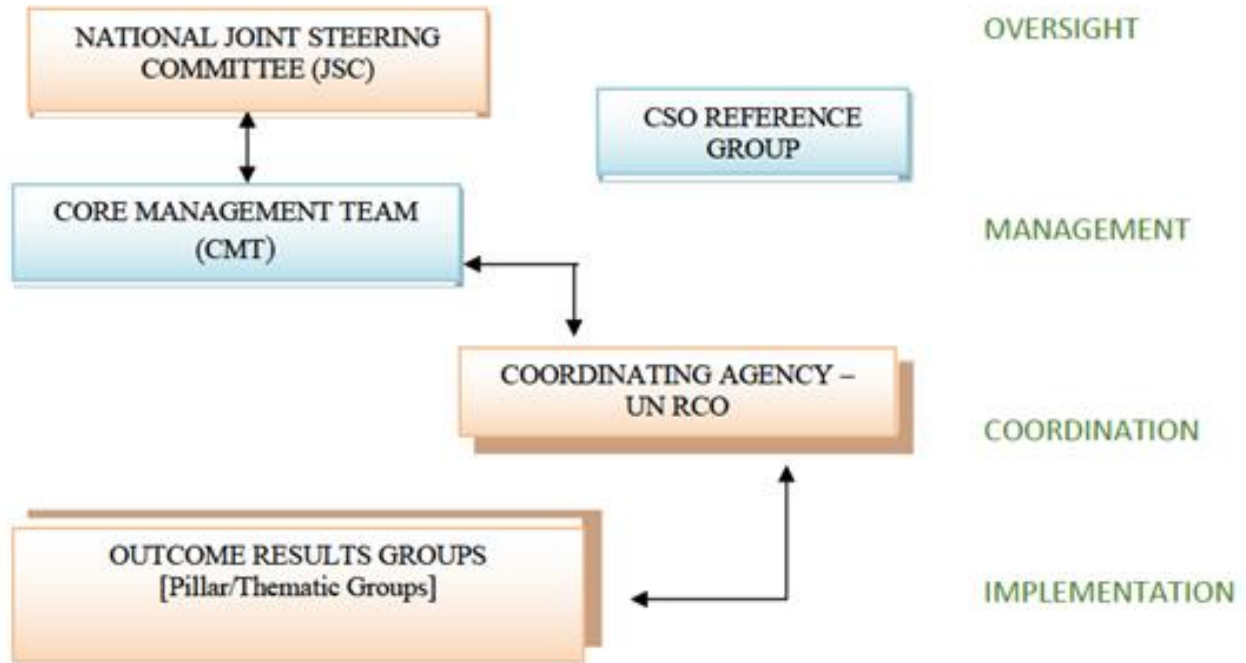 NATIONAL JOINT STEERING
COMMITTEE (JSC)
OVERSIGHT
CSO REFERENCE
GROUP
CORE MANAGEMENT TEAM
(CMT)
MANAGEMENT
COORDINATING AGENCY –
UN RCO
COORDINATION
OUTCOME RESULTS GROUPS
[Pillar/Thematic Groups]
IMPLEMENTATION